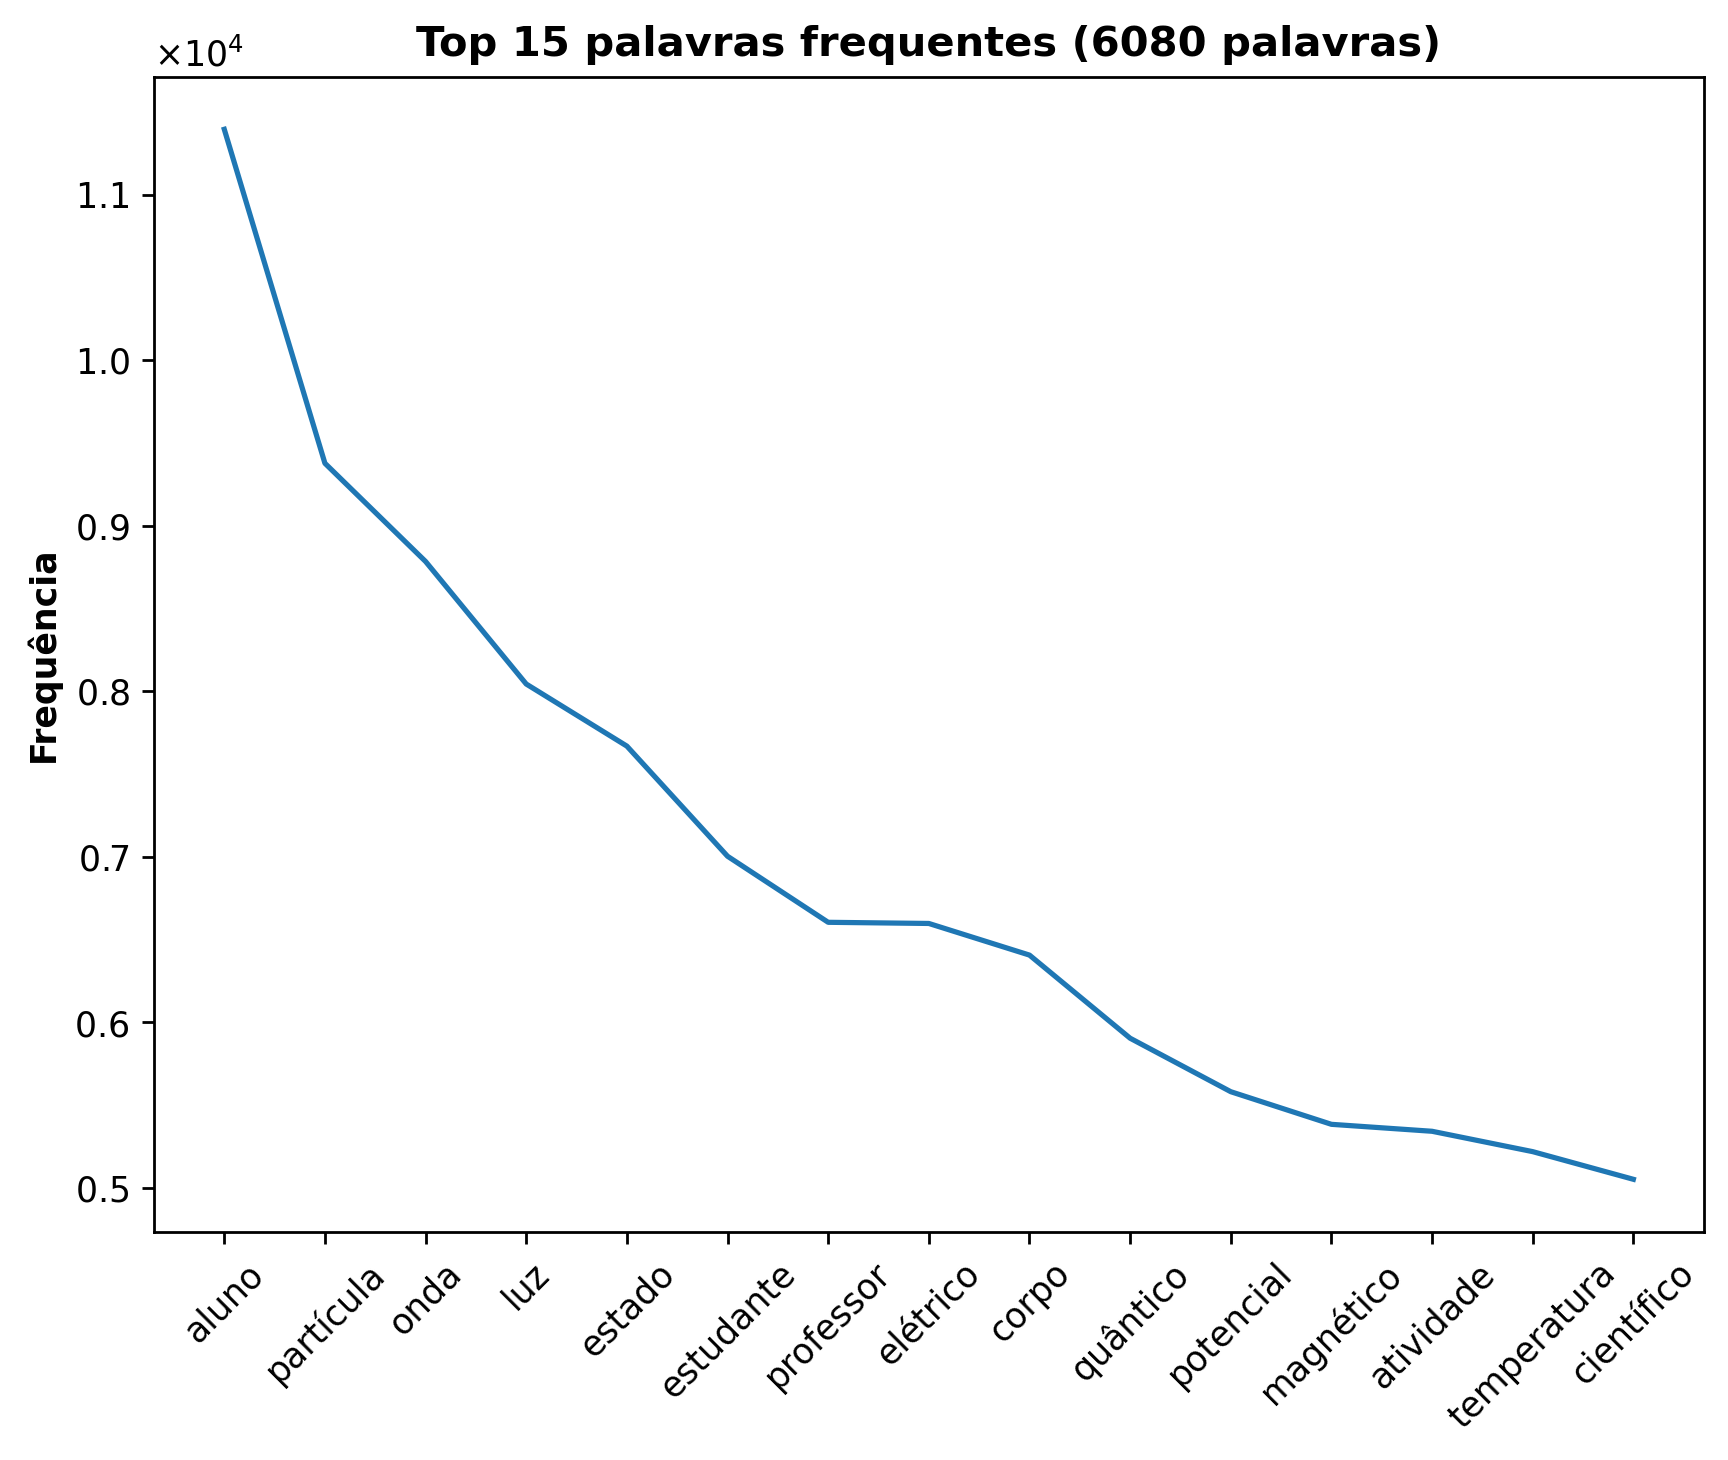 ×10⁴
Top 15 palavras frequentes (6080 palavras)
Frequência
1.1
1.0
0.9
0.8
0.7
0.6
0.5
aluno
partícula
onda
luz
estado
estudante
professor
elétrico
corpo
quântico
potencial
magnético
atividade
temperatura
científico